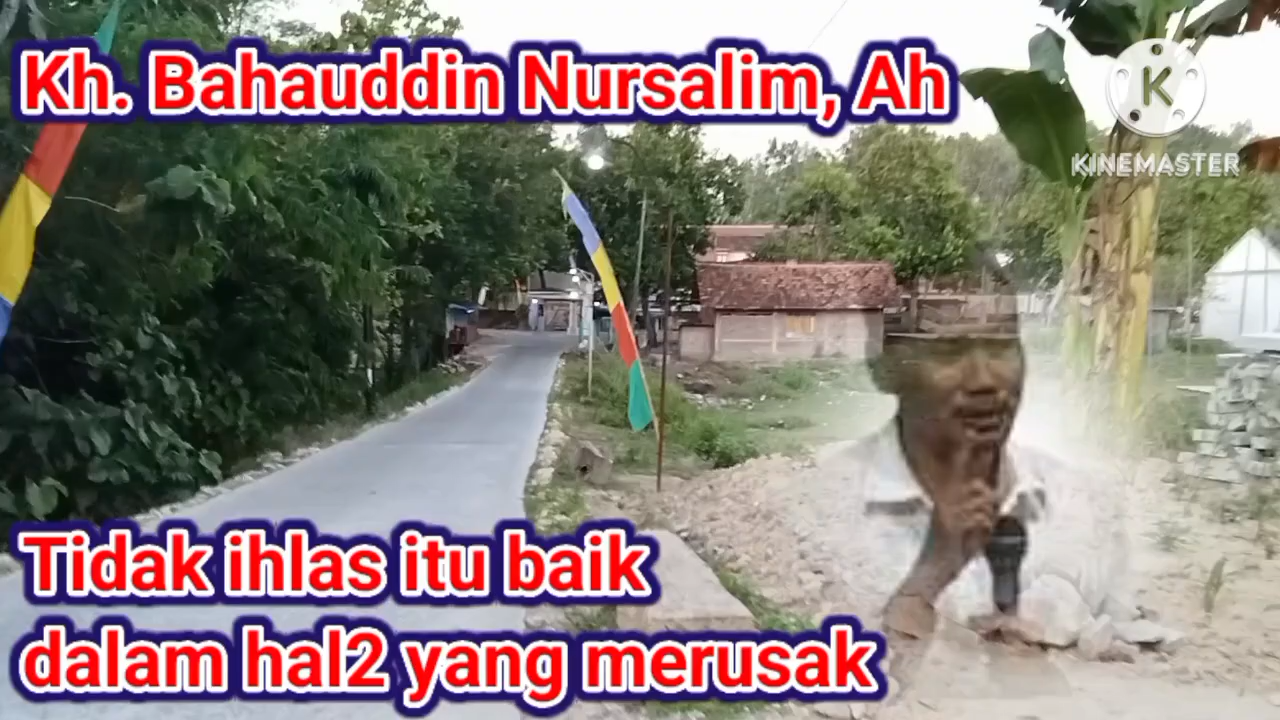 Kh. Bahauddin Nursalim, Ah
K
KINEMASTER
Tidak ihlas itu baik
dalam hal2 yang merusak